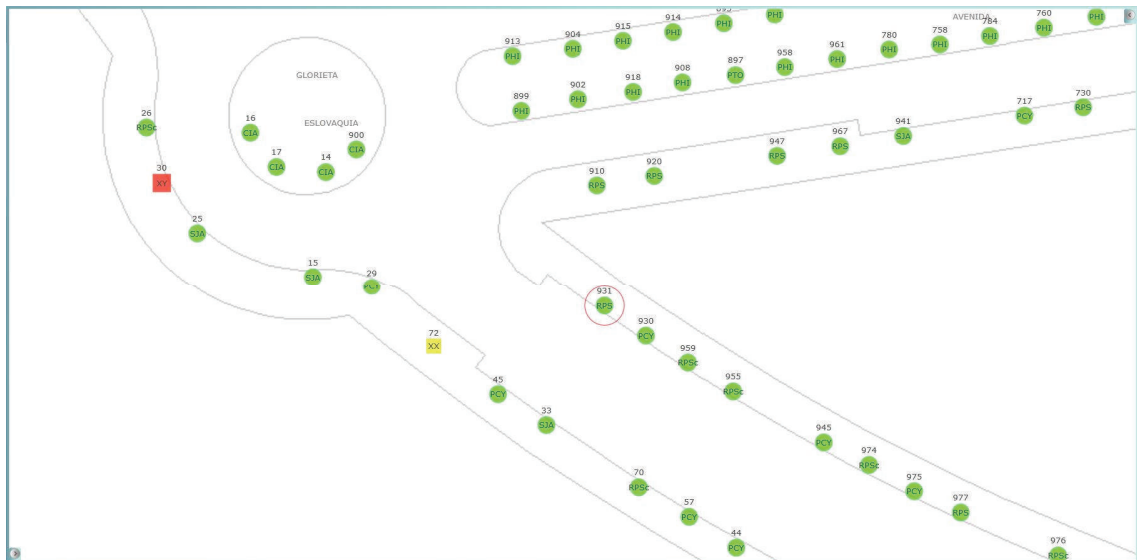 AVENIDA
760
784
758
780
961
958
897
908
918
902
899
913
904
915
914
PHI
PHI
PHI
PHI
PHI
PHI
PHI
PHI
PHI
PHI
PHI
PHI
PHI
PTO
PHI
PHI
PHI
PHI
GLORIETA
ESLOVAQUIA
16
CIA
17
CIA
14
CIA
900
CIA
26
RPSc
30
XY
25
SJA
15
SJA
29
PCY
72
XX
45
PCY
33
SJA
70
RPSc
57
PCY
44
PCY
730
RPS
717
PCY
941
SJA
967
RPS
947
RPS
920
RPS
910
RPS
931
RPS
930
PCY
959
RPSc
955
RPSc
945
PCY
974
RPSc
975
PCY
977
RPS
976
RPSc